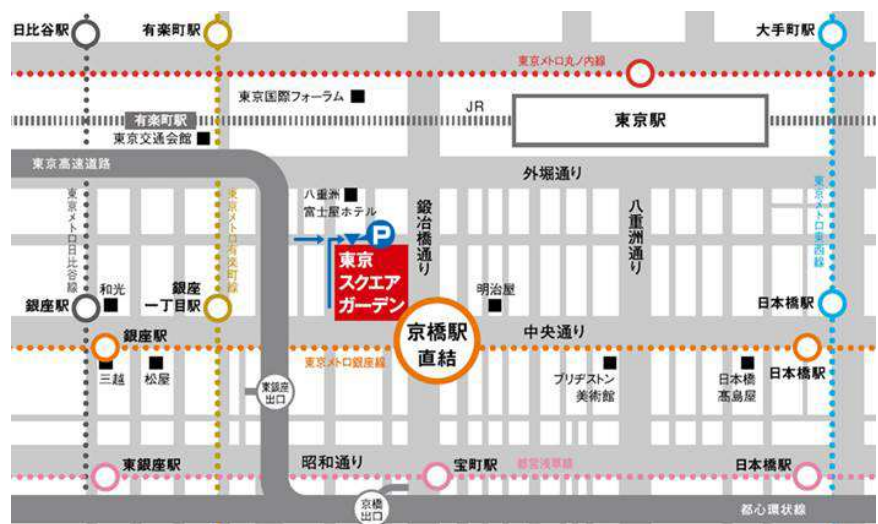 日比谷駅
有楽町駅
大手町駅
東京メトロ丸ノ内線
東京国際フォーラム
JR
東京駅
有楽町駅
東京交通会館
東京高速道路
外堀通り
東京メトロ日比谷線
東京メトロ有楽町線
八重洲
富士屋ホテル
鍛冶橋通り
八重洲通り
東京メトロ東西線
P
東京
スクエア
ガーデン
和光
銀座駅
銀座
一丁目駅
明治屋
日本橋駅
銀座駅
京橋駅
直結
中央通り
東京メトロ銀座線
三越
松屋
ブリヂストン
美術館
日本橋
髙島屋
日本橋駅
東銀座
出口
東銀座駅
昭和通り
宝町駅
都営浅草線
日本橋駅
京橋
出口
都心環状線